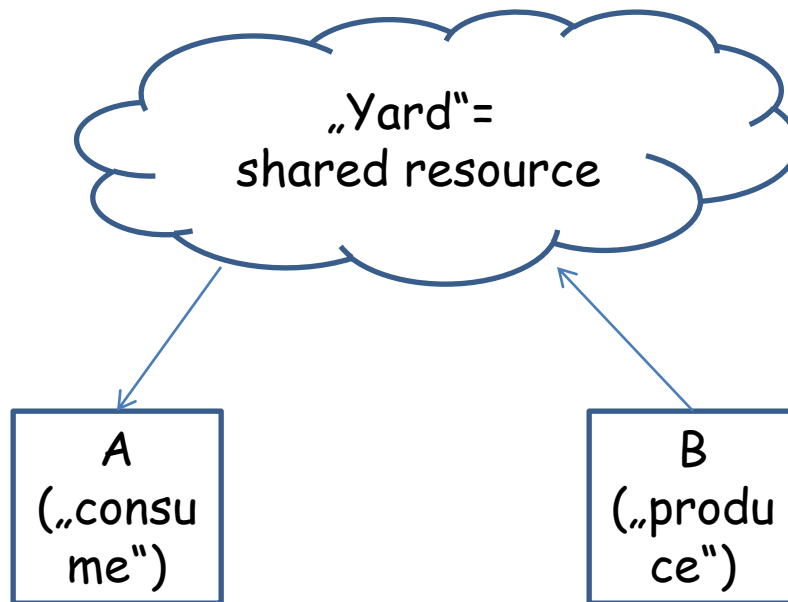 „Yard“=
shared resource
A
(„consu
me“)
B
(„produ
ce“)